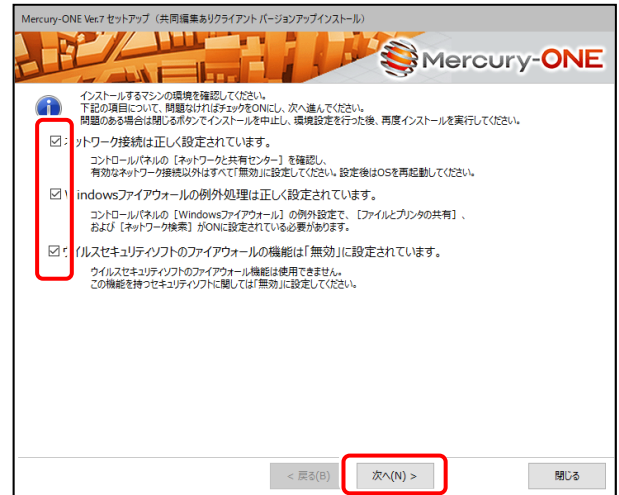 Mercury-ONE Ver.7 セットアップ（共同編集ありクライアント バージョンアップインストール）
Mercury-ONE
インストールするマシンの環境を確認してください。
下記の項目について、問題なければチェックをONにし、次へ進んでください。
問題のある場合は閉じるボタンでインストールを中止し、環境設定を行った後、再度インストールを実行してください。
ネットワーク接続は正しく設定されています。
コントロールパネルの［ネットワークと共有センター］を確認し、
有効なネットワーク接続以外はすべて「無効」に設定してください。設定後はOSを再起動してください。
Windowsファイアウォールの例外処理は正しく設定されています。
コントロールパネルの［Windowsファイアウォール］の例外設定で、［ファイルとプリンタの共有］、
および［ネットワーク検索］がONに設定されている必要があります。
ウイルスセキュリティソフトのファイアウォールの機能は「無効」に設定されています。
ウイルスセキュリティソフトのファイアウォール機能は使用できません。
この機能を持つセキュリティソフトに関しては「無効」に設定してください。
< 戻る(B) 次へ(N) > 閉じる